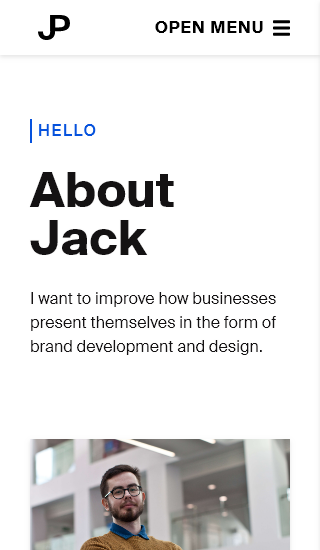 JP
OPEN MENU
HELLO
About
Jack
I want to improve how businesses
present themselves in the form of
brand development and design.